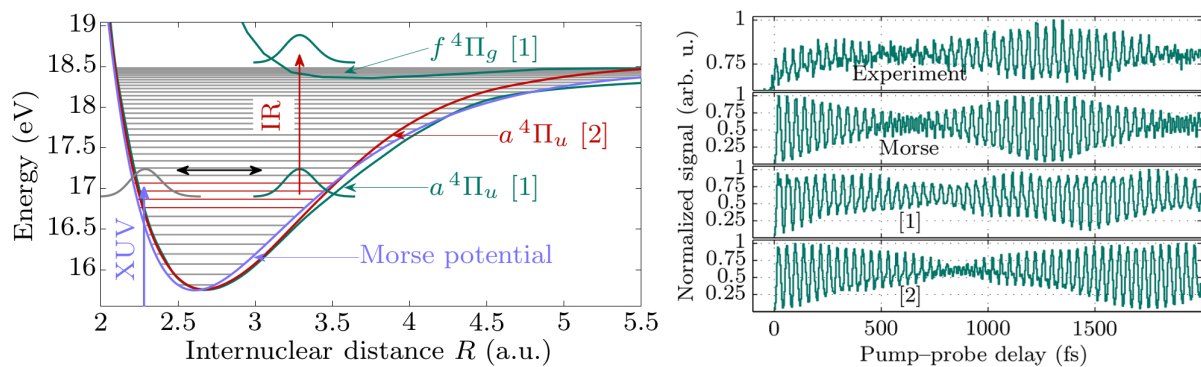 19
18.5
18
17.5
17
16.5
16
Energy (eV)
2
2.5
3
3.5
4
4.5
5
5.5
Internuclear distance R (a.u.)
f ⁴Πg [1]
IR
a ⁴Πu [2]
a ⁴Πu [1]
XUV
Morse potential
Normalized signal (arb. u.)
1
0.75
Experiment
1
0.75
0.5
0.25
Morse
1
0.75
0.5
0.25
[1]
1
0.75
0.5
0.25
[2]
0
500
1000
1500
Pump–probe delay (fs)